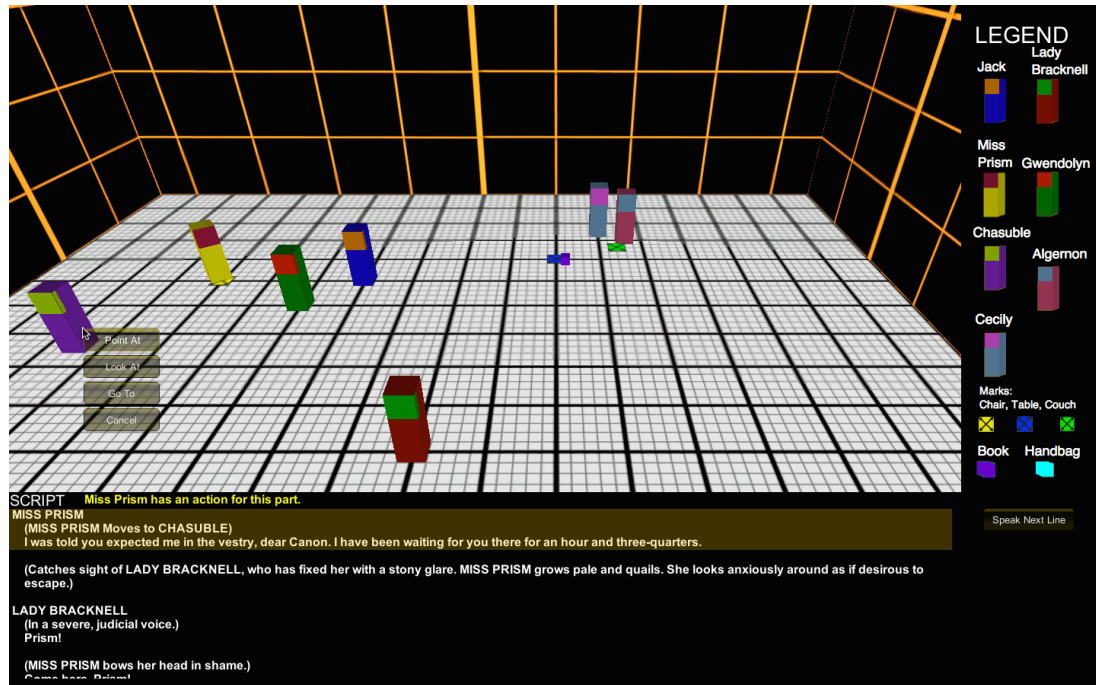 LEGEND
Jack
Lady
Bracknell
Miss
Prism
Gwendolyn
Chasuble
Algernon
Cecily
Marks:
Chair, Table, Couch
Book Handbag
Speak Next Line
Point At
Look At
Go To
Cancel
SCRIPT Miss Prism has an action for this part.
MISS PRISM
(MISS PRISM Moves to CHASUBLE)
I was told you expected me in the vestry, dear Canon. I have been waiting for you there for an hour and three-quarters.
(Catches sight of LADY BRACKNELL, who has fixed her with a stony glare. MISS PRISM grows pale and quails. She looks anxiously around as if desirous to
escape.)
LADY BRACKNELL
(In a severe, judicial voice.)
Prism!
(MISS PRISM bows her head in shame.)
Come here, Prism!